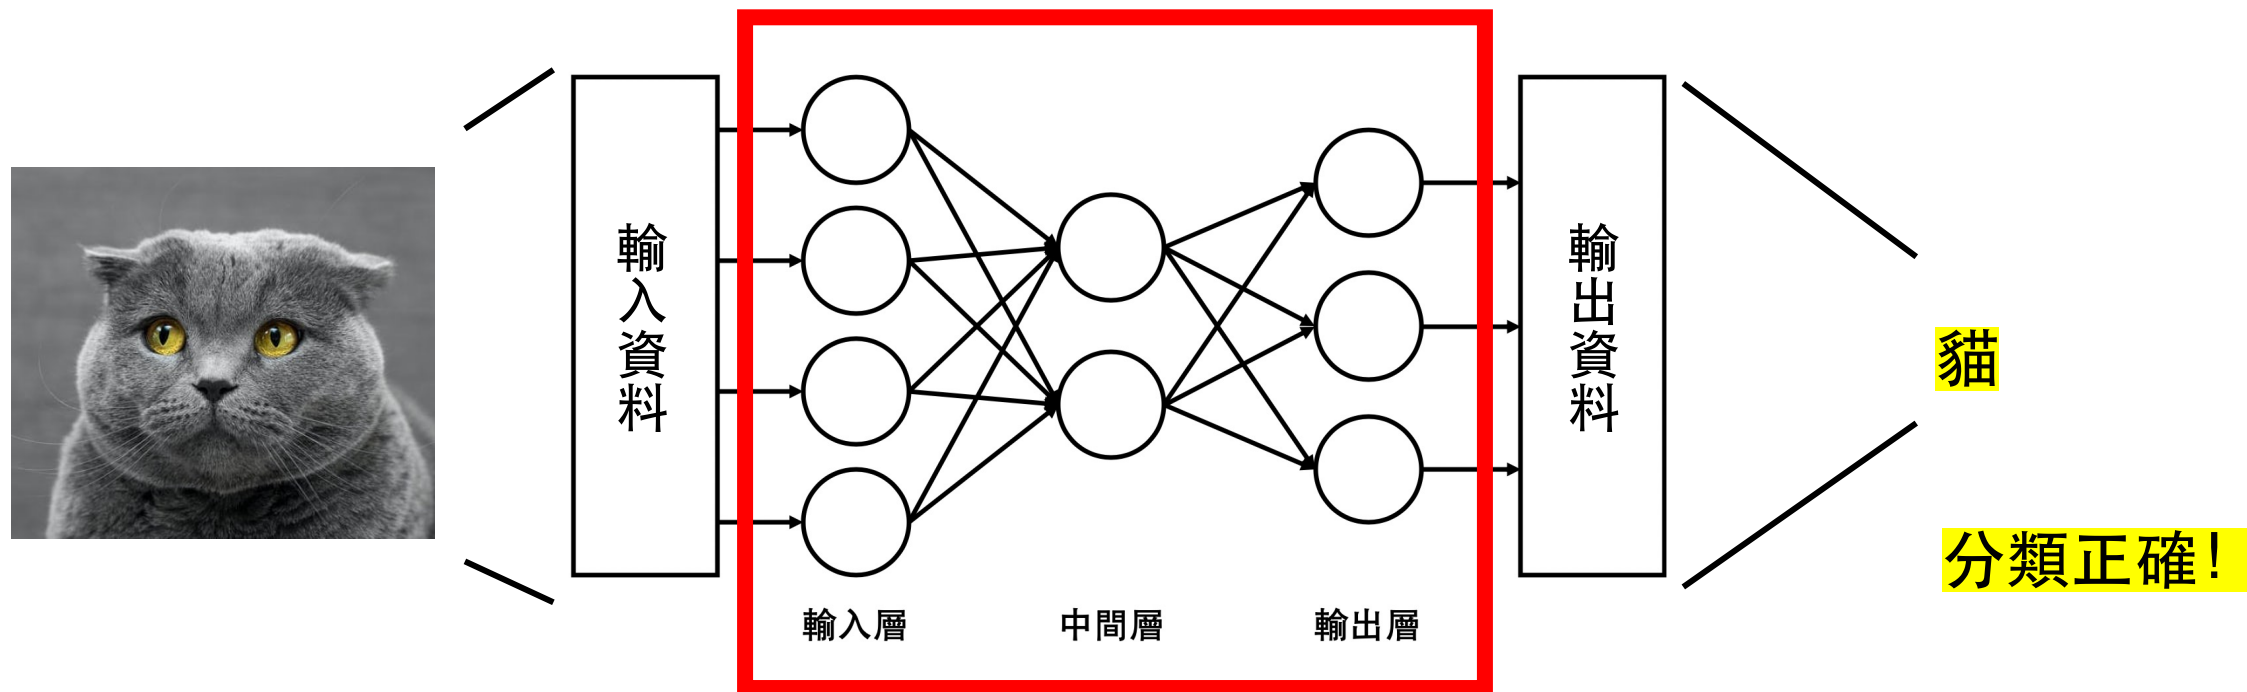 輸入資料
輸入層
中間層
輸出層
輸出資料
貓
分類正確！